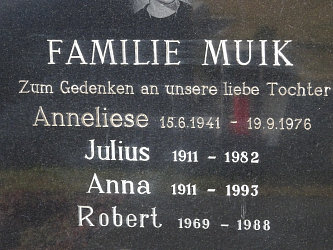 FAMILIE MUIK
Zum Gedenken an unsere liebe Tochter
Anneliese 15.6.1941 - 19.9.1976
Julius 1911 - 1982
Anna 1911 - 1993
Robert 1969 - 1988